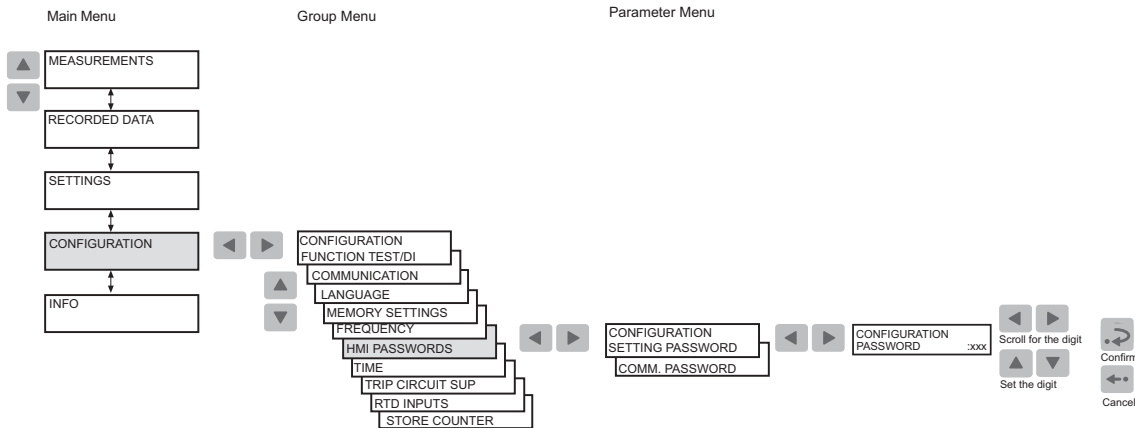 Main Menu
Group Menu
Parameter Menu
MEASUREMENTS
RECORDED DATA
SETTINGS
CONFIGURATION
INFO
CONFIGURATION
FUNCTION TEST/DI
COMMUNICATION
LANGUAGE
MEMORY SETTINGS
FREQUENCY
HMI PASSWORDS
TIME
TRIP CIRCUIT SUP
RTD INPUTS
STORE COUNTER
CONFIGURATION
SETTING PASSWORD
COMM. PASSWORD
CONFIGURATION
PASSWORD :xxx
Scroll for the digit
Set the digit
Confirm
Cancel